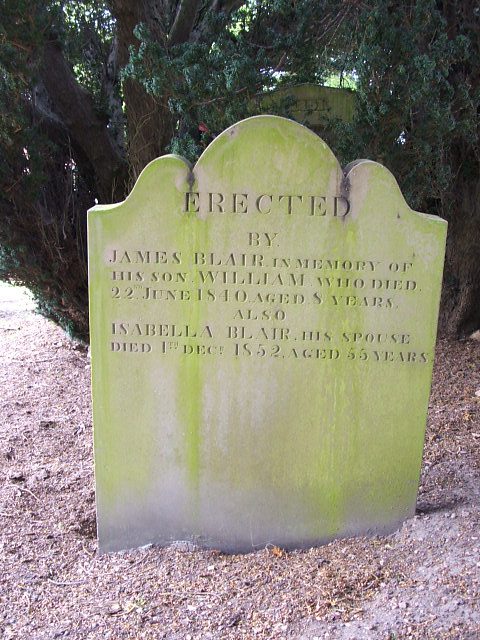 ERECTED
BY
JAMES BLAIR, IN MEMORY OF
HIS SON, WILLIAM, WHO DIED,
22ND JUNE 1840, AGED 8 YEARS.
ALSO
ISABELLA BLAIR, HIS SPOUSE
DIED 1ST DECR 1852, AGED 55 YEARS.